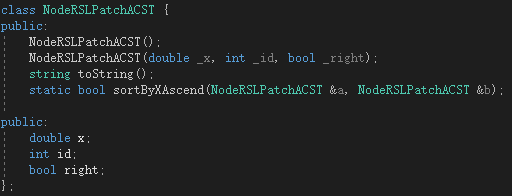 class NodeRSLPatchACST {
public:
    NodeRSLPatchACST();
    NodeRSLPatchACST(double _x, int _id, bool _right);
    string toString();
    static bool sortByXAscend(NodeRSLPatchACST &a, NodeRSLPatchACST &b);
public:
    double x;
    int id;
    bool right;
};